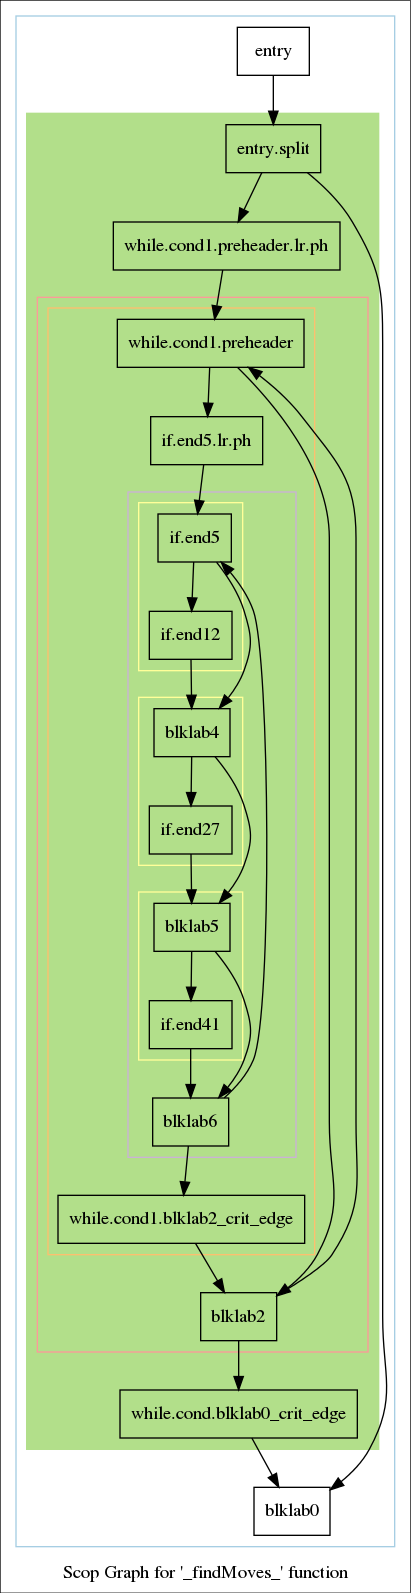 entry
entry.split
while.cond1.preheader.lr.ph
while.cond1.preheader
if.end5.lr.ph
if.end5
if.end12
blklab4
if.end27
blklab5
if.end41
blklab6
while.cond1.blklab2_crit_edge
blklab2
while.cond.blklab0_crit_edge
blklab0
Scop Graph for '_findMoves_' function